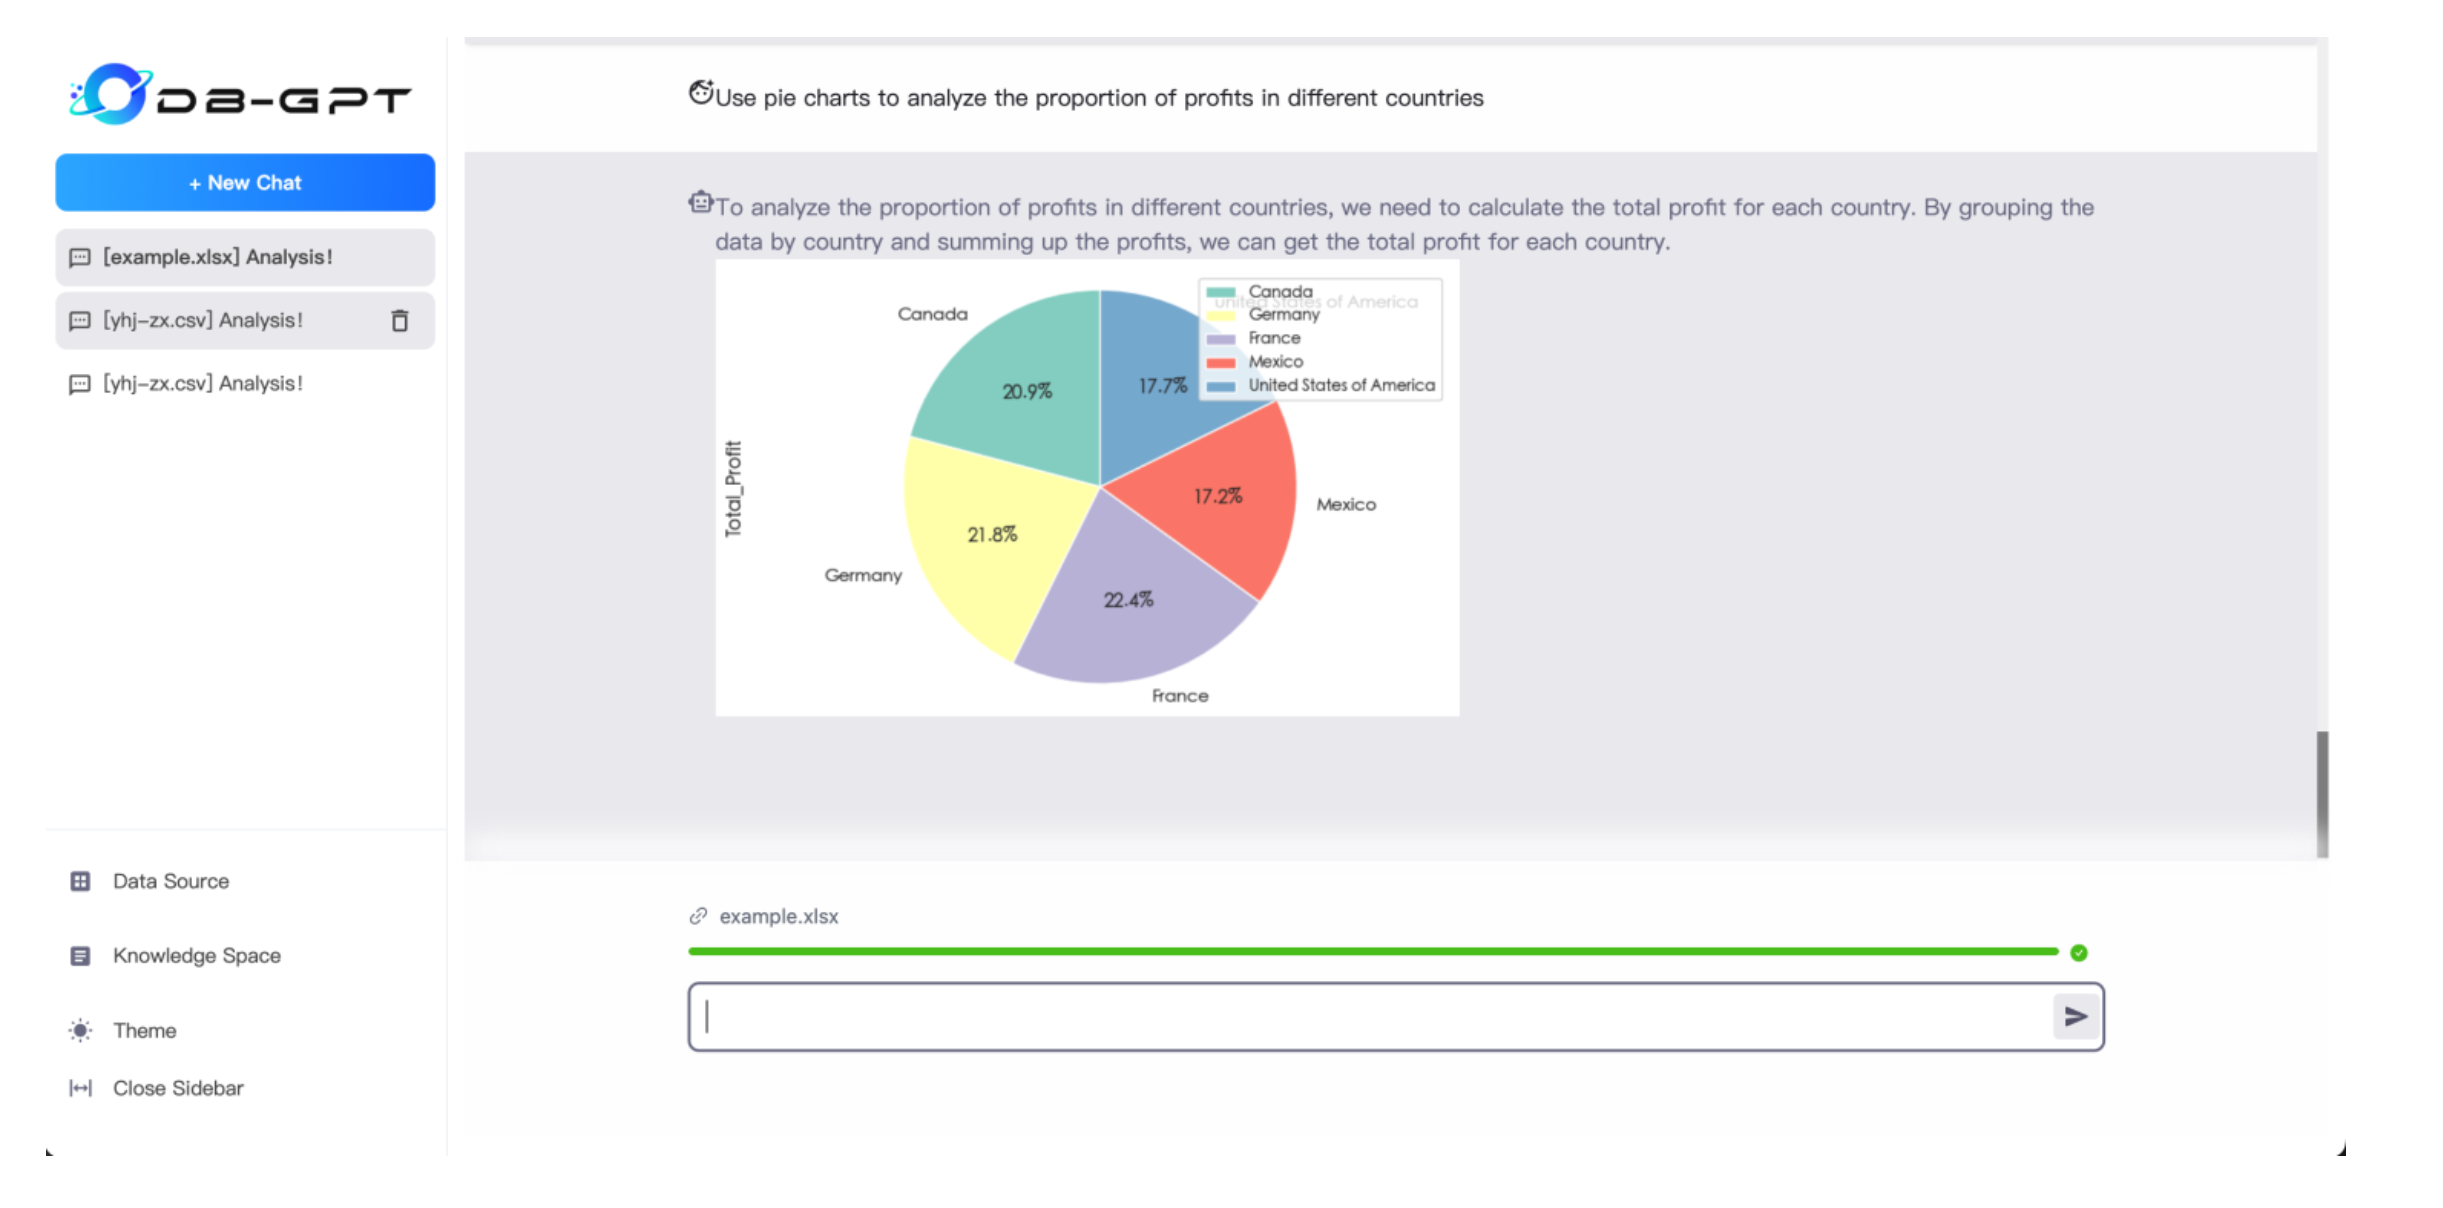 DB-GPT
+ New Chat
[example.xlsx] Analysis!
[yhj-zx.csv] Analysis!
[yhj-zx.csv] Analysis!
Data Source
Knowledge Space
Theme
Close Sidebar
Use pie charts to analyze the proportion of profits in different countries
To analyze the proportion of profits in different countries, we need to calculate the total profit for each country. By grouping the
data by country and summing up the profits, we can get the total profit for each country.
Total_Profit
Canada
20.9%
Germany
21.8%
France
22.4%
Mexico
17.2%
United States of America
17.7%
Canada
Germany
France
Mexico
United States of America
example.xlsx